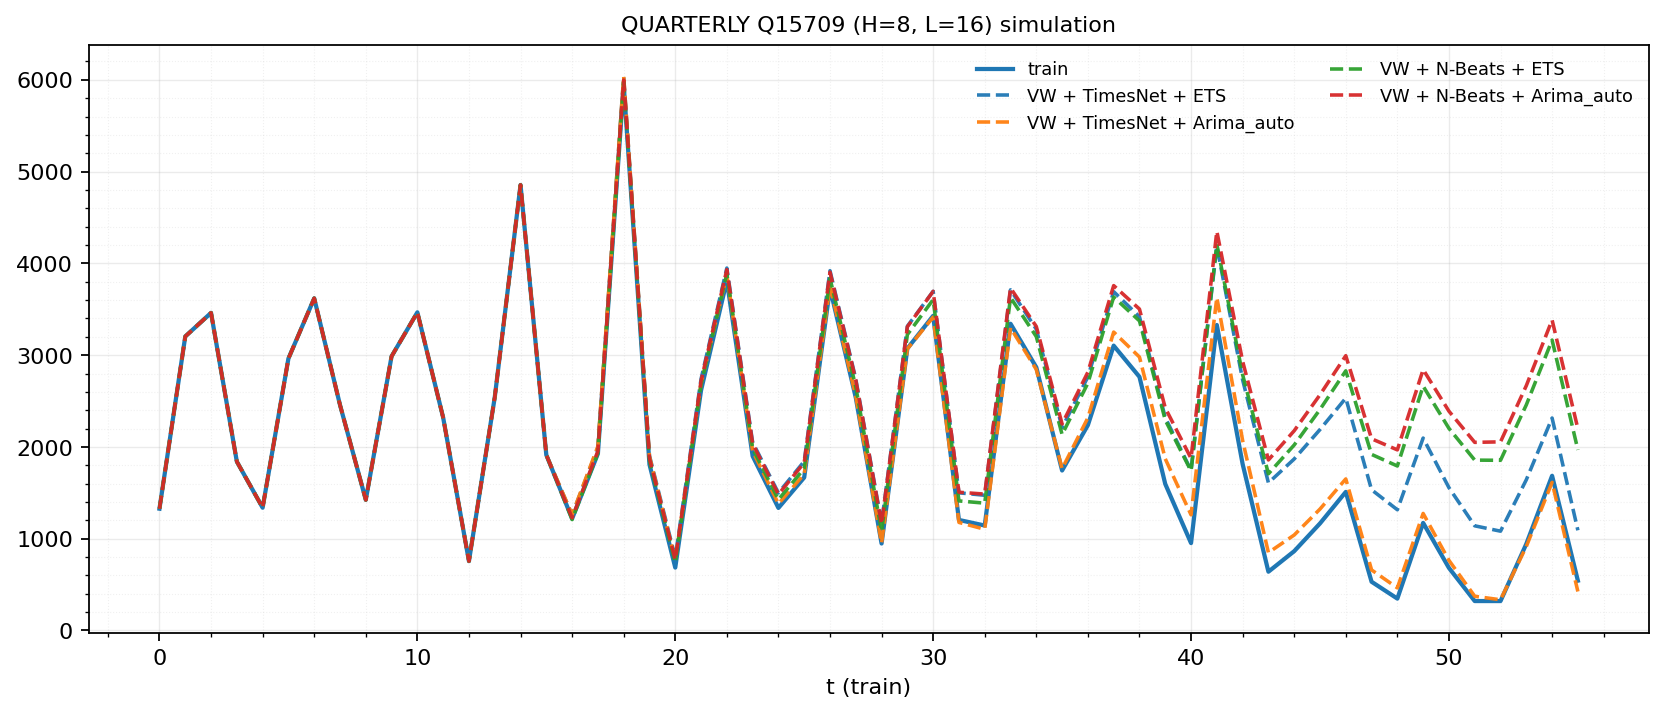 QUARTERLY Q15709 (H=8, L=16) simulation
train
VW + TimesNet + ETS
VW + TimesNet + Arima_auto
VW + N-Beats + ETS
VW + N-Beats + Arima_auto
6000
5000
4000
3000
2000
1000
0
0 10 20 30 40 50
t (train)